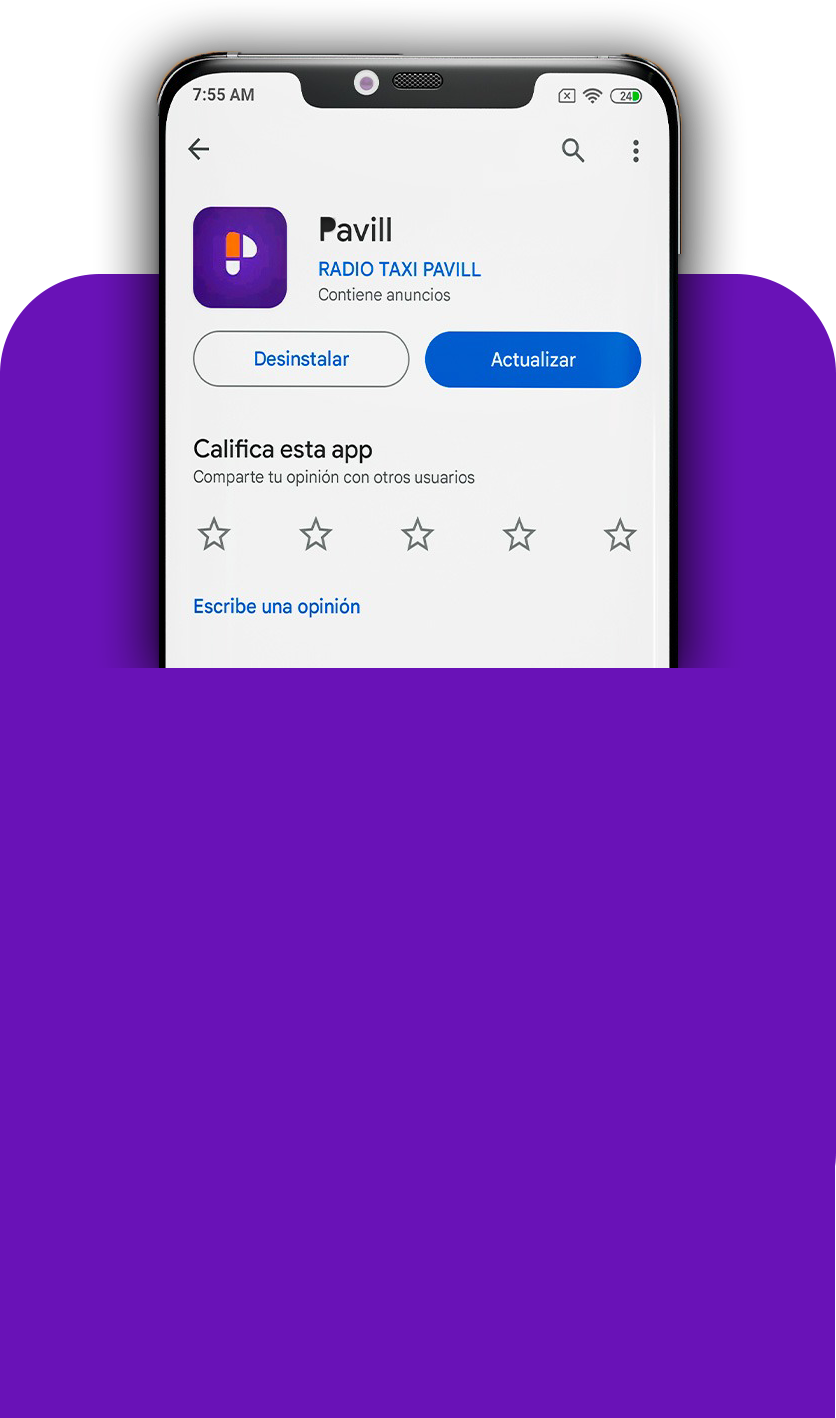 7:55 AM
24
Pavill
RADIO TAXI PAVILL
Contiene anuncios
Desinstalar
Actualizar
Califica esta app
Comparte tu opinión con otros usuarios
Escribe una opinión